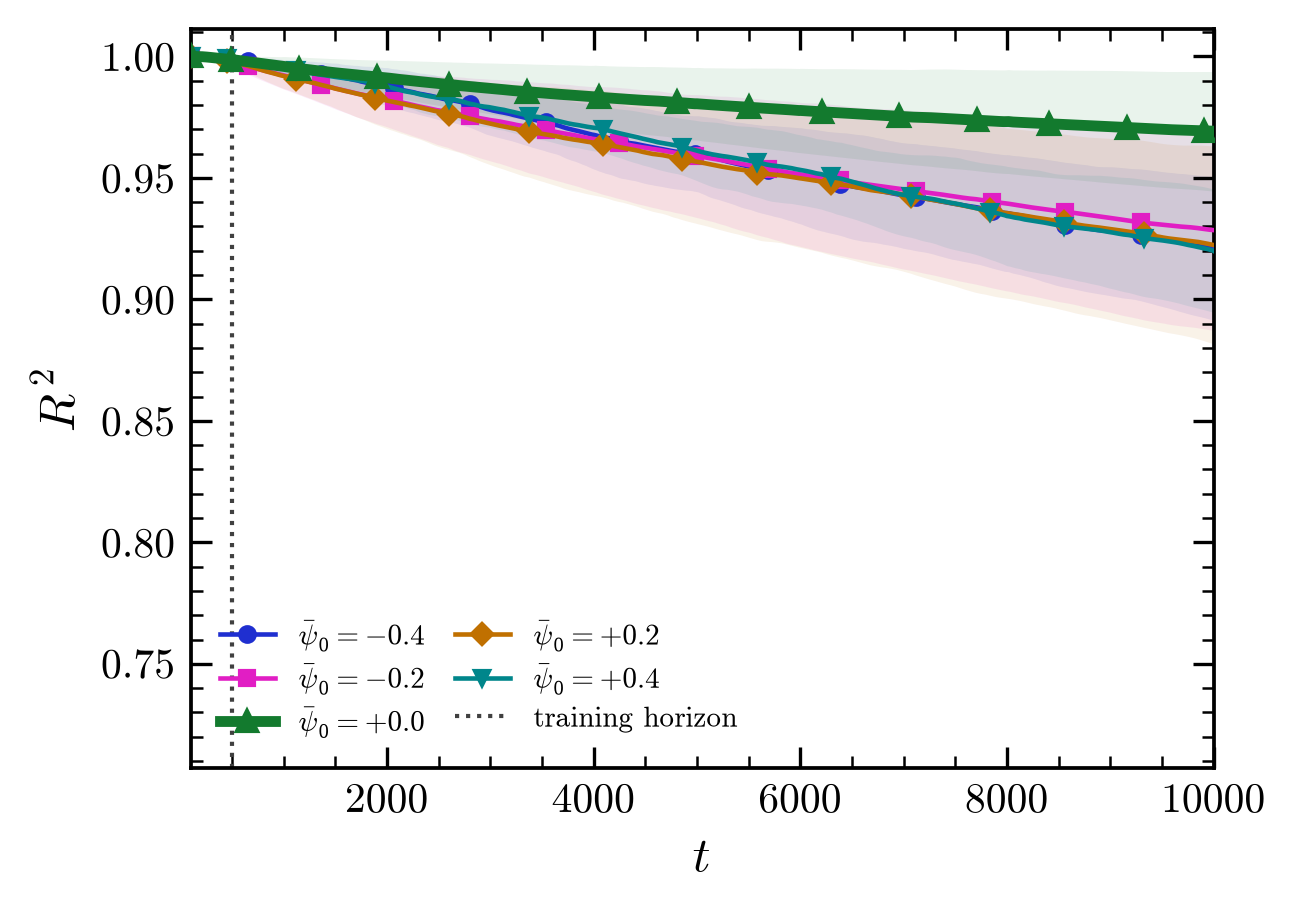 1.00
0.95
0.90
0.85
0.80
0.75
R²
ψ̄₀ = −0.4
ψ̄₀ = −0.2
ψ̄₀ = +0.0
ψ̄₀ = +0.2
ψ̄₀ = +0.4
training horizon
2000 4000 6000 8000 10000
t